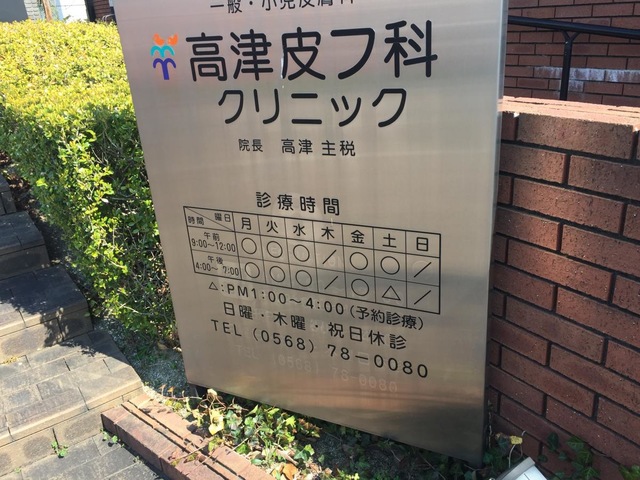 一般・小児皮膚科
高津皮フ科
クリニック
院長 高津 主税
診療時間
時間 曜日 月 火 水 木 金 土 日
午前 9:00〜12:00 ○ ○ ○ ／ ○ ○ ／
午後 4:00〜7:00 ○ ○ ○ ／ ○ △ ／
△:PM1:00〜4:00(予約診療)
日曜・木曜・祝日休診
TEL (0568) 78-0080